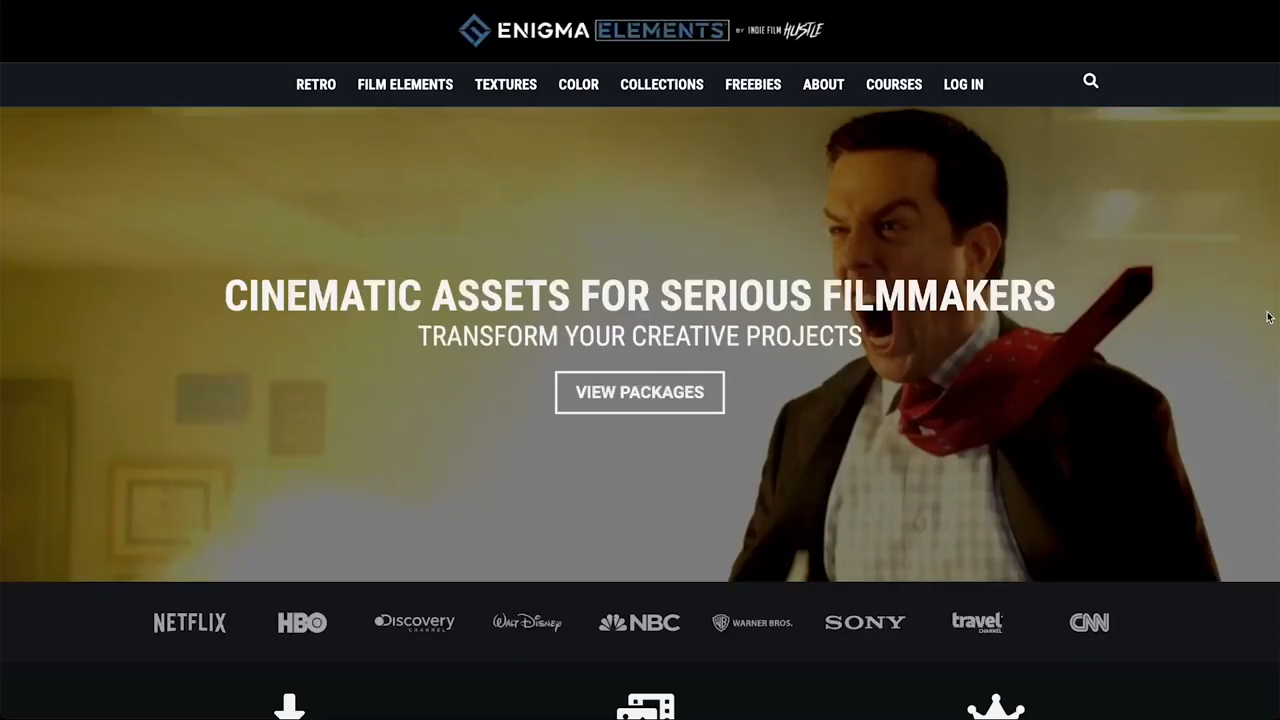 ENIGMA ELEMENTS BY INDIE FILM HUSTLE
RETRO FILM ELEMENTS TEXTURES COLOR COLLECTIONS FREEBIES ABOUT COURSES LOG IN
CINEMATIC ASSETS FOR SERIOUS FILMMAKERS
TRANSFORM YOUR CREATIVE PROJECTS
VIEW PACKAGES
NETFLIX HBO Discovery CHANNEL WALT DISNEY NBC WB WARNER BROS. SONY travel CHANNEL CNN